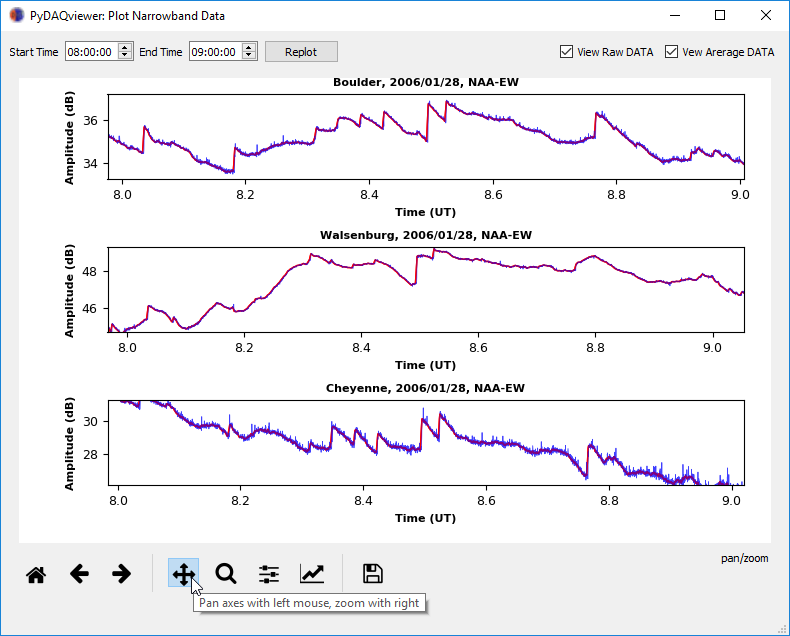 PyDAQviewer: Plot Narrowband Data
Start Time 08:00:00 End Time 09:00:00 Replot View Raw DATA Vew Average DATA
Boulder, 2006/01/28, NAA-EW
Amplitude (dB)
36
34
8.0 8.2 8.4 8.6 8.8 9.0
Time (UT)
Walsenburg, 2006/01/28, NAA-EW
Amplitude (dB)
48
46
8.0 8.2 8.4 8.6 8.8 9.0
Time (UT)
Cheyenne, 2006/01/28, NAA-EW
Amplitude (dB)
30
28
8.0 8.2 8.4 8.6 8.8 9.0
Time (UT)
pan/zoom
Pan axes with left mouse, zoom with right